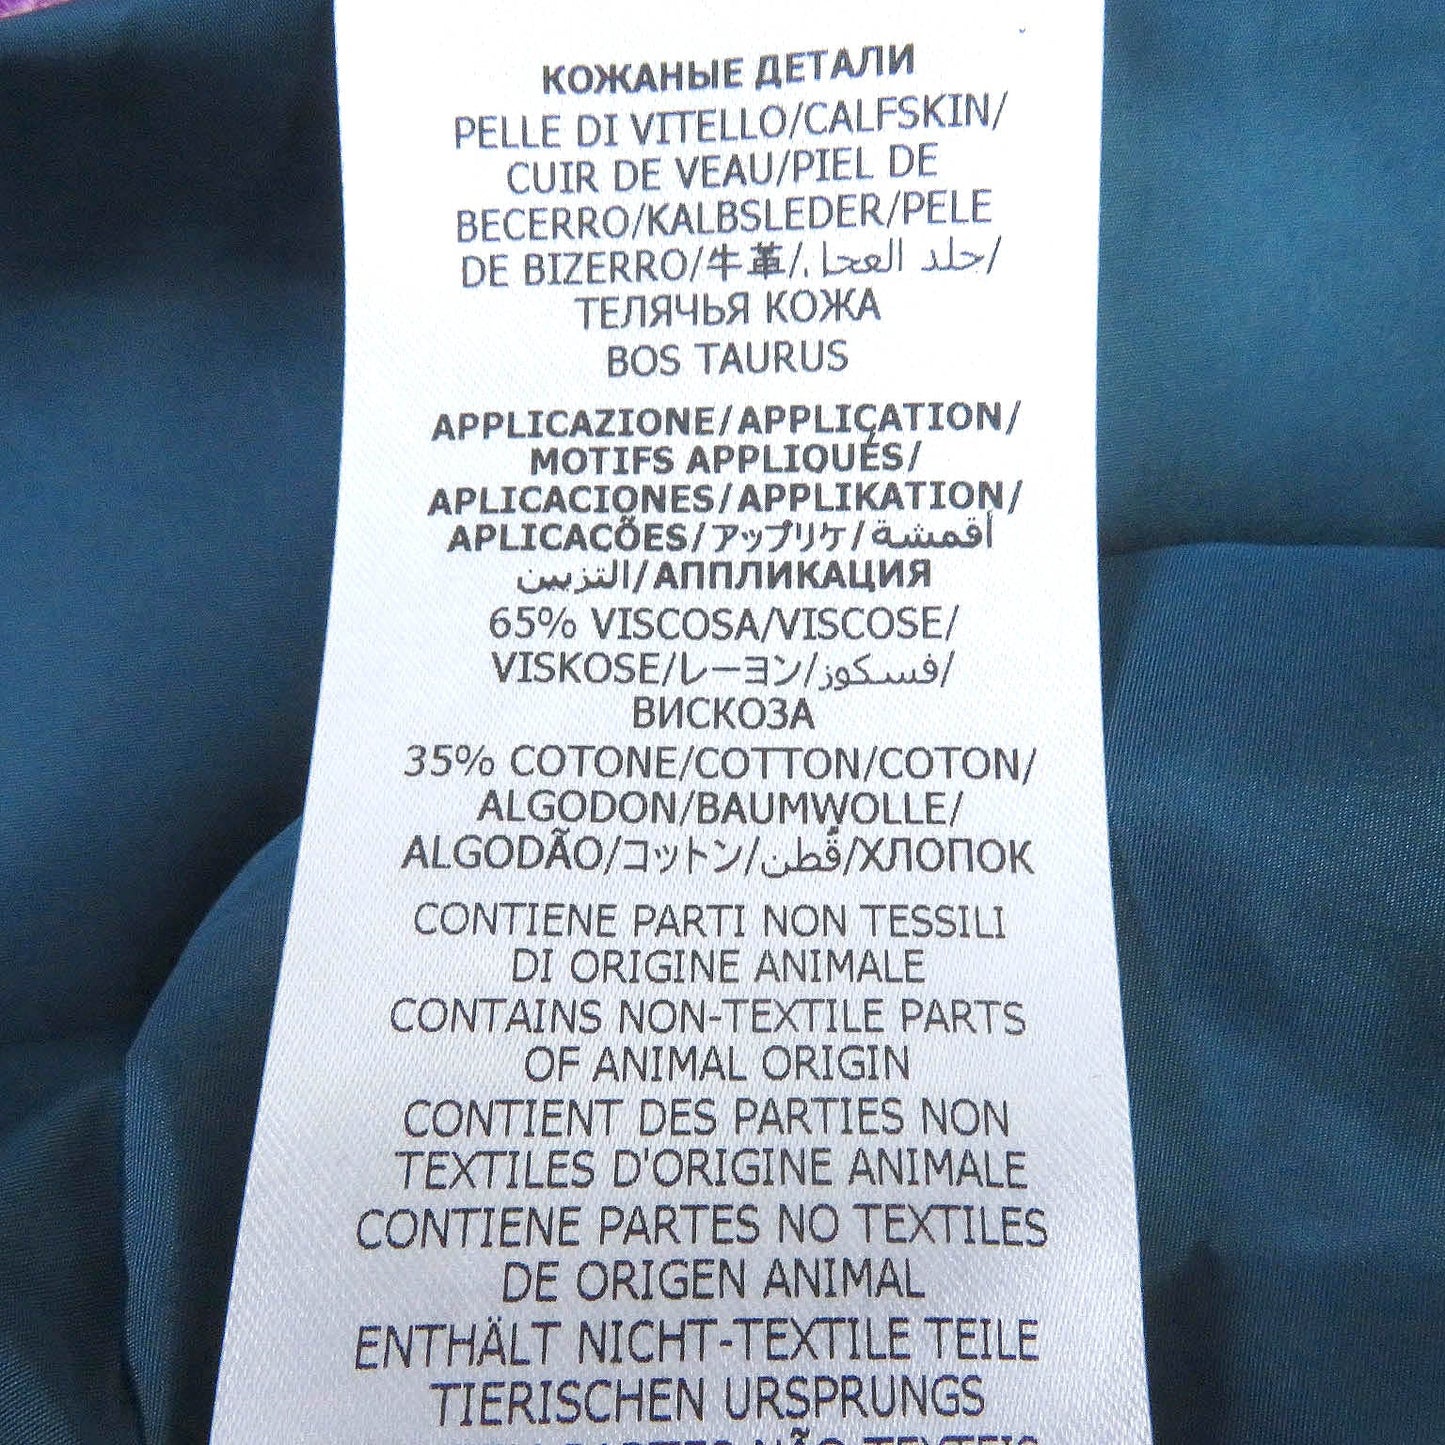 КОЖАНЫЕ ДЕТАЛИ
PELLE DI VITELLO/CALFSKIN/
CUIR DE VEAU/PIEL DE
BECERRO/KALBSLEDER/PELE
DE BIZERRO/牛革/.جلد العجا/
ТЕЛЯЧЬЯ КОЖА
BOS TAURUS
APPLICAZIONE/APPLICATION/
MOTIFS APPLIQUÉS/
APLICACIONES/APPLIKATION/
APLICACÕES/アップリケ/أقمشة
التزيين/АППЛИКАЦИЯ
65% VISCOSA/VISCOSE/
VISKOSE/レーヨン/فسكوز/
ВИСКОЗА
35% COTONE/COTTON/COTON/
ALGODON/BAUMWOLLE/
ALGODÃO/コットン/قطن/ХЛОПОК
CONTIENE PARTI NON TESSILI
DI ORIGINE ANIMALE
CONTAINS NON-TEXTILE PARTS
OF ANIMAL ORIGIN
CONTIENT DES PARTIES NON
TEXTILES D'ORIGINE ANIMALE
CONTIENE PARTES NO TEXTILES
DE ORIGEN ANIMAL
ENTHÄLT NICHT-TEXTILE TEILE
TIERISCHEN URSPRUNGS